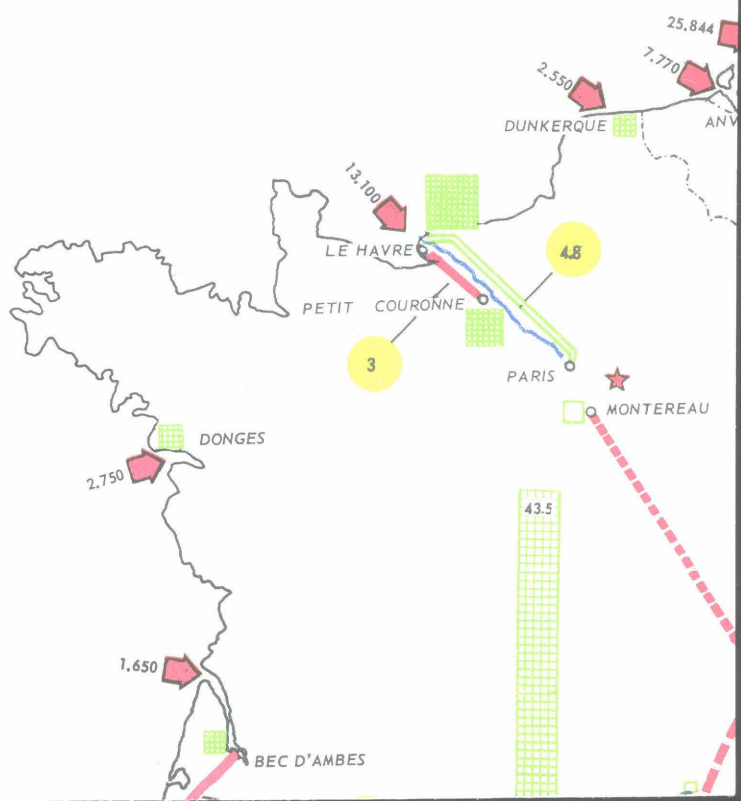 25.844
7.770
2.550
DUNKERQUE
ANV
13.100
LE HAVRE
4.8
PETIT COURONNE
3
PARIS
MONTEREAU
DONGES
2.750
43.5
1.650
BEC D'AMBES